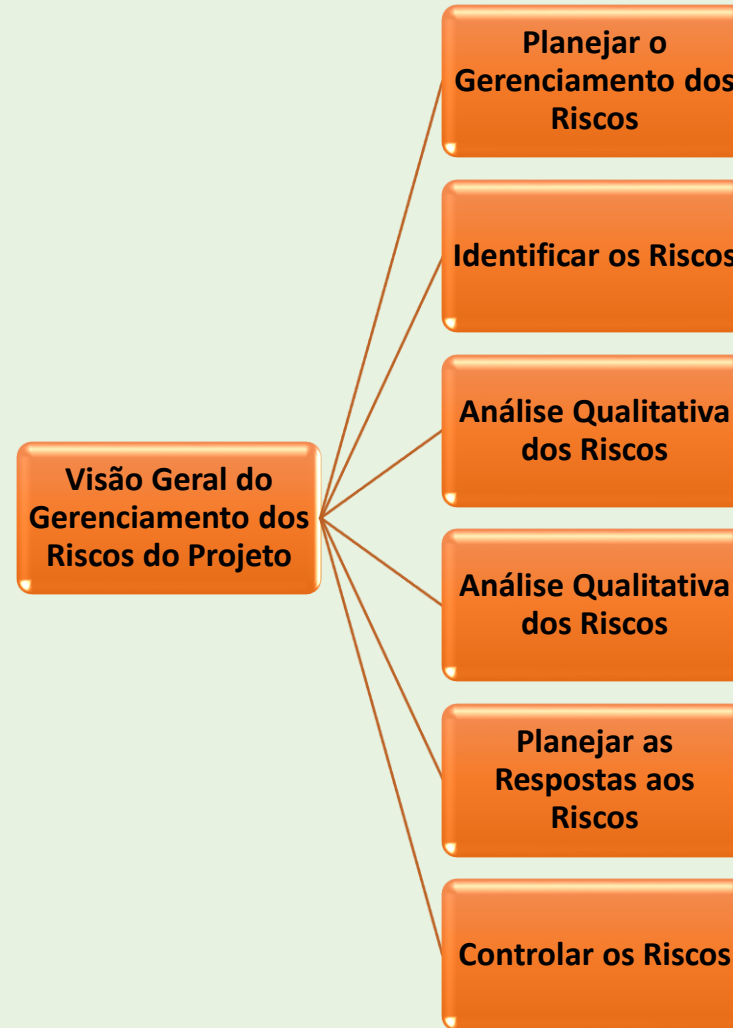 Planejar o
Gerenciamento dos
Riscos
Identificar os Riscos
Análise Qualitativa
dos Riscos
Visão Geral do
Gerenciamento dos
Riscos do Projeto
Análise Qualitativa
dos Riscos
Planejar as
Respostas aos
Riscos
Controlar os Riscos